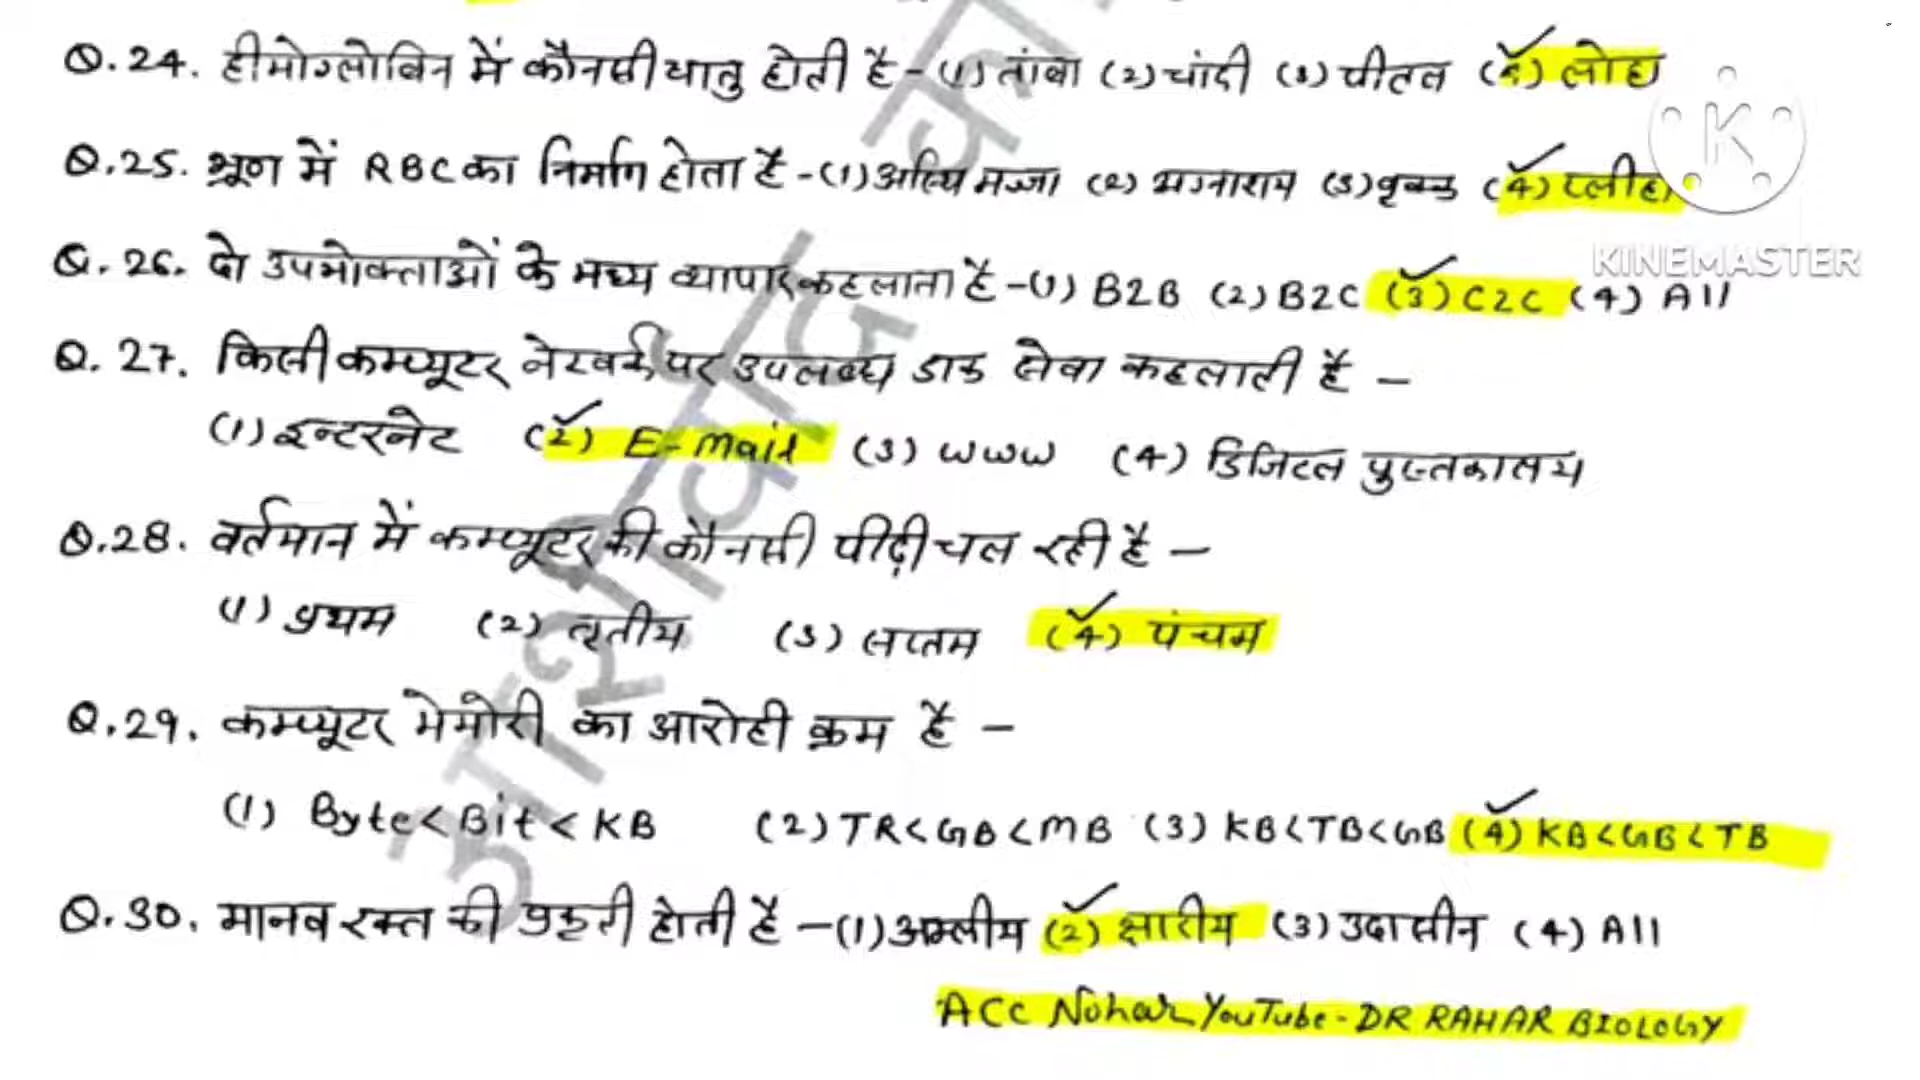 Q.24. हीमोग्लोबिन में कौनसी धातु होती है - (1) तांबा (2) चांदी (3) पीतल (4) लोहा
Q.25. भ्रूण में RBC का निर्माण होता है - (1) अस्थि मज्जा (2) अग्नाशय (3) वृक्क (4) प्लीहा
Q.26. दो उपभोक्ताओं के मध्य व्यापार कहलाता है - (1) B2B (2) B2C (3) C2C (4) All
KINEMASTER
Q.27. किसी कम्प्यूटर नेटवर्क पर उपलब्ध डाक सेवा कहलाती है -
(1) इन्टरनेट (2) E-Mail (3) WWW (4) डिजिटल पुस्तकालय
Q.28. वर्तमान में कम्प्यूटर की कौनसी पीढ़ी चल रही है -
(1) प्रथम (2) तृतीय (3) सप्तम (4) पंचम
Q.29. कम्प्यूटर मेमोरी का आरोही क्रम है -
(1) Byte < Bit < KB (2) TB < GB < MB (3) KB < TB < GB (4) KB < GB < TB
Q.30. मानव रक्त की प्रकृति होती है - (1) अम्लीय (2) क्षारीय (3) उदासीन (4) All
ACC Nohar YouTube - DR RAHAR BIOLOGY